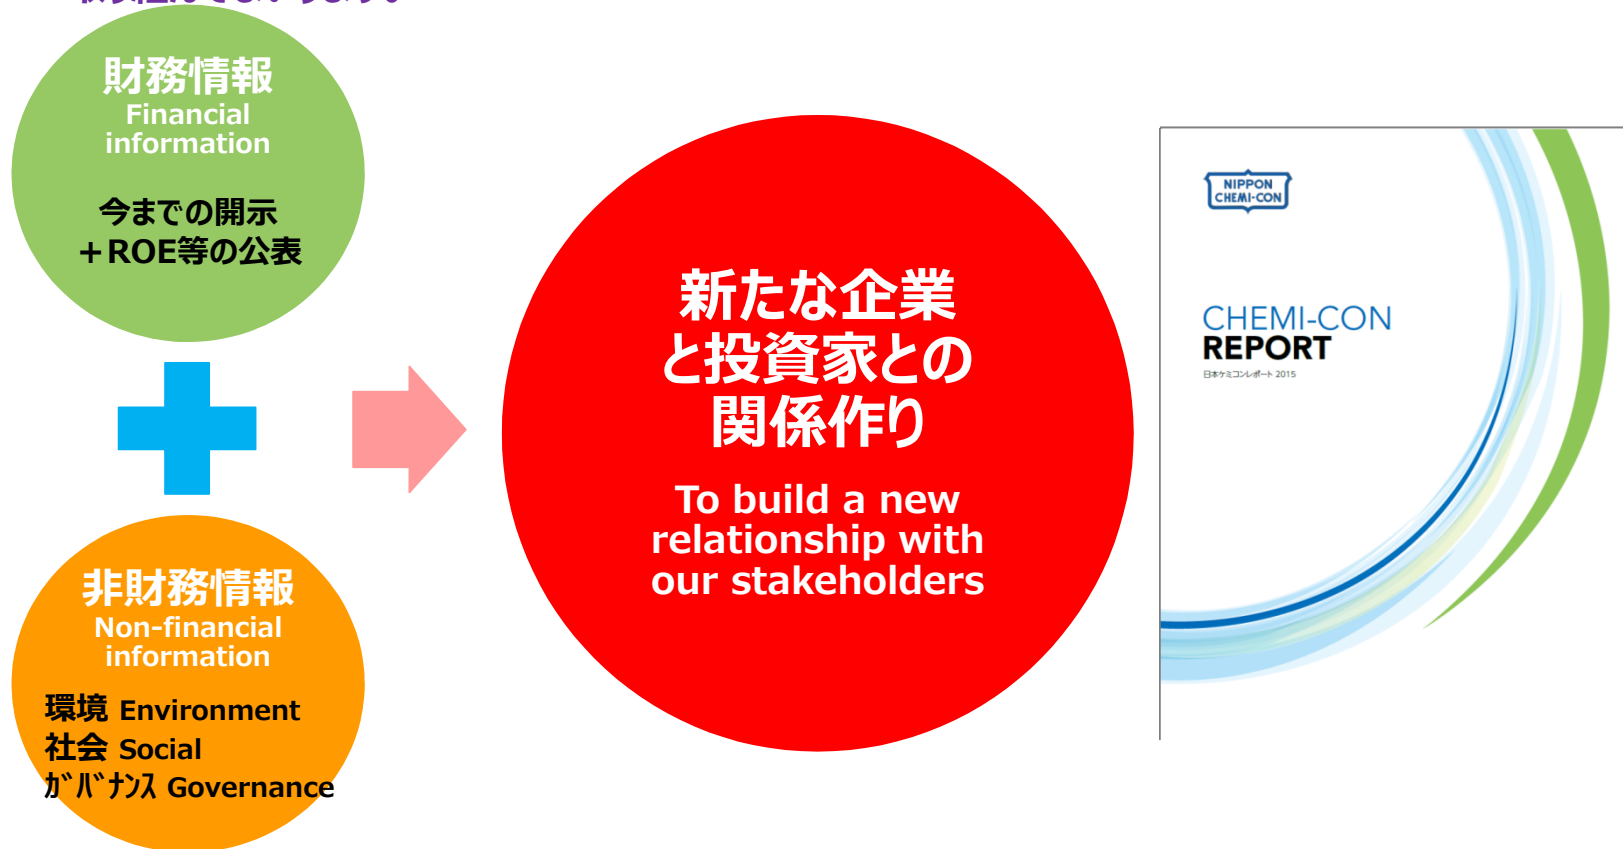 財務情報
Financial
information
今までの開示
+ROE等の公表
非財務情報
Non-financial
information
環境 Environment
社会 Social
ｶﾞﾊﾞﾅﾝｽ Governance
新たな企業
と投資家との
関係作り
To build a new
relationship with
our stakeholders
NIPPON
CHEMI-CON
CHEMI-CON
REPORT
日本ケミコンレポート 2015